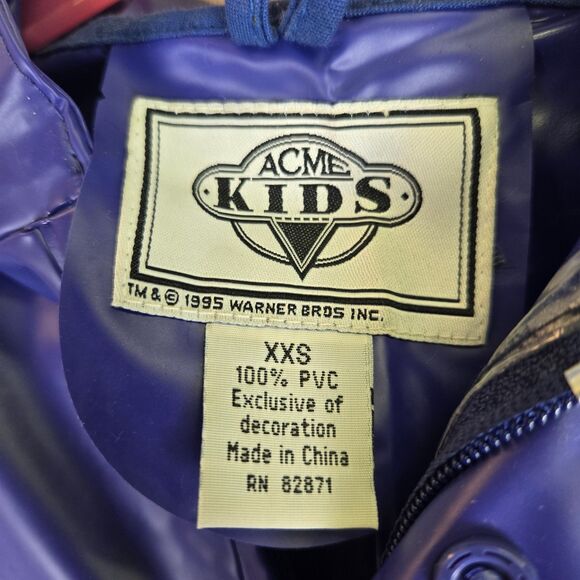 ACME
KIDS
TM & © 1995 WARNER BROS INC.
XXS
100% PVC
Exclusive of
decoration
Made in China
RN 82871